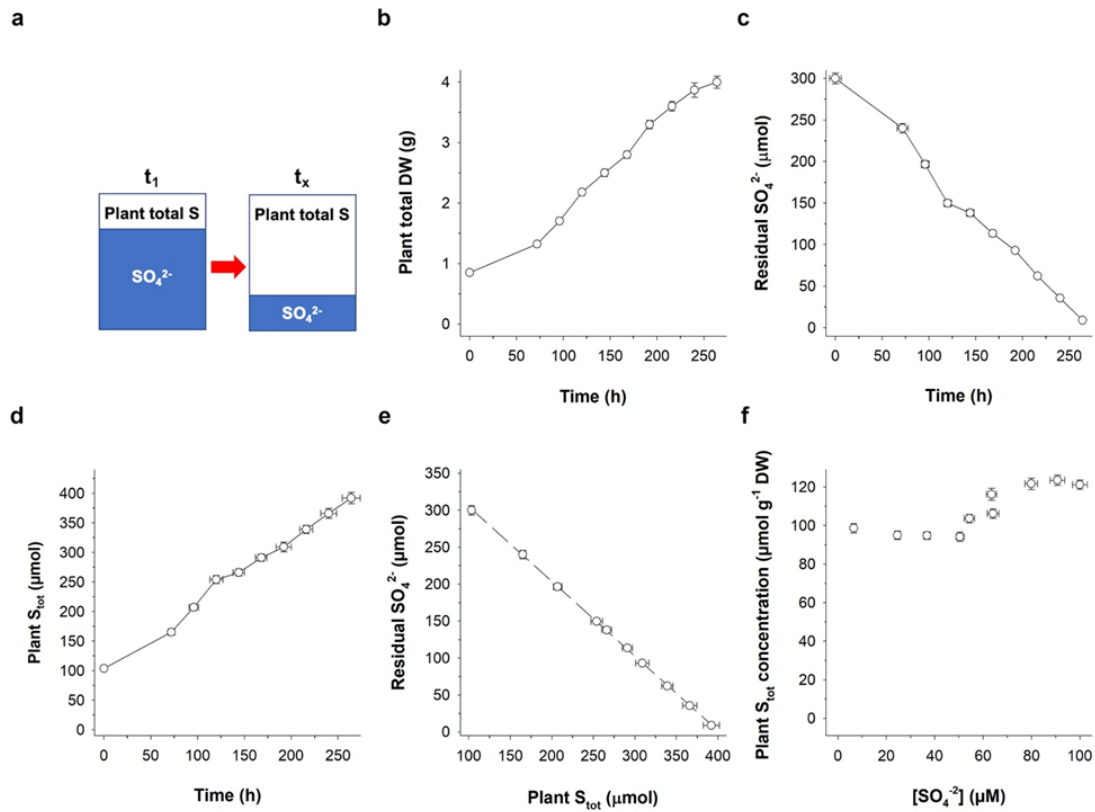 a
b
c
t1
tx
Plant total S
Plant total S
SO4 2-
SO4 2-
Plant total DW (g)
4
3
2
1
0
0 50 100 150 200 250
Time (h)
Residual SO4 2- (µmol)
300
250
200
150
100
50
0
0 50 100 150 200 250
Time (h)
d
e
f
Plant Stot (µmol)
400
350
300
250
200
150
100
50
0
0 50 100 150 200 250
Time (h)
Residual SO4 2- (µmol)
350
300
250
200
150
100
50
0
100 150 200 250 300 350 400
Plant Stot (µmol)
Plant Stot concentration (µmol g-1 DW)
120
100
80
60
40
20
0
0 20 40 60 80 100
[SO4-2] (µM)